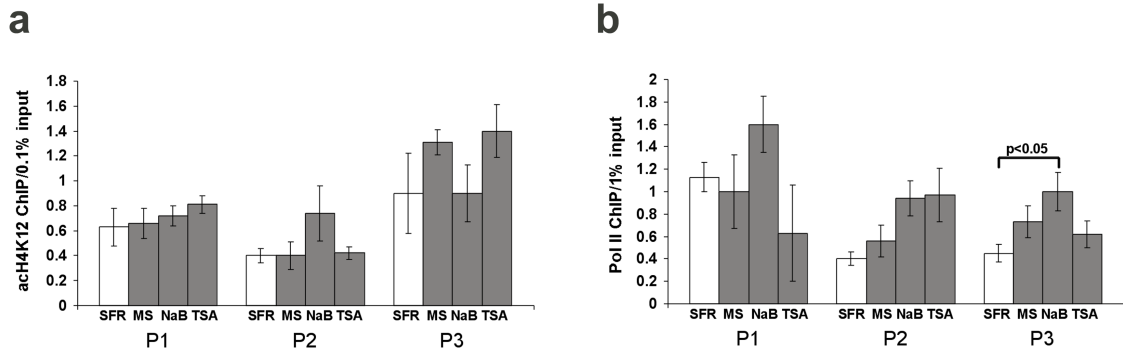 a
acH4K12 ChIP/0.1% input
1.8
1.6
1.4
1.2
1
0.8
0.6
0.4
0.2
0
SFR MS NaB TSA SFR MS NaB TSA SFR MS NaB TSA
P1 P2 P3
b
Pol II ChIP/1% input
2
1.8
1.6
1.4
1.2
1
0.8
0.6
0.4
0.2
0
p<0.05
SFR MS NaB TSA SFR MS NaB TSA SFR MS NaB TSA
P1 P2 P3